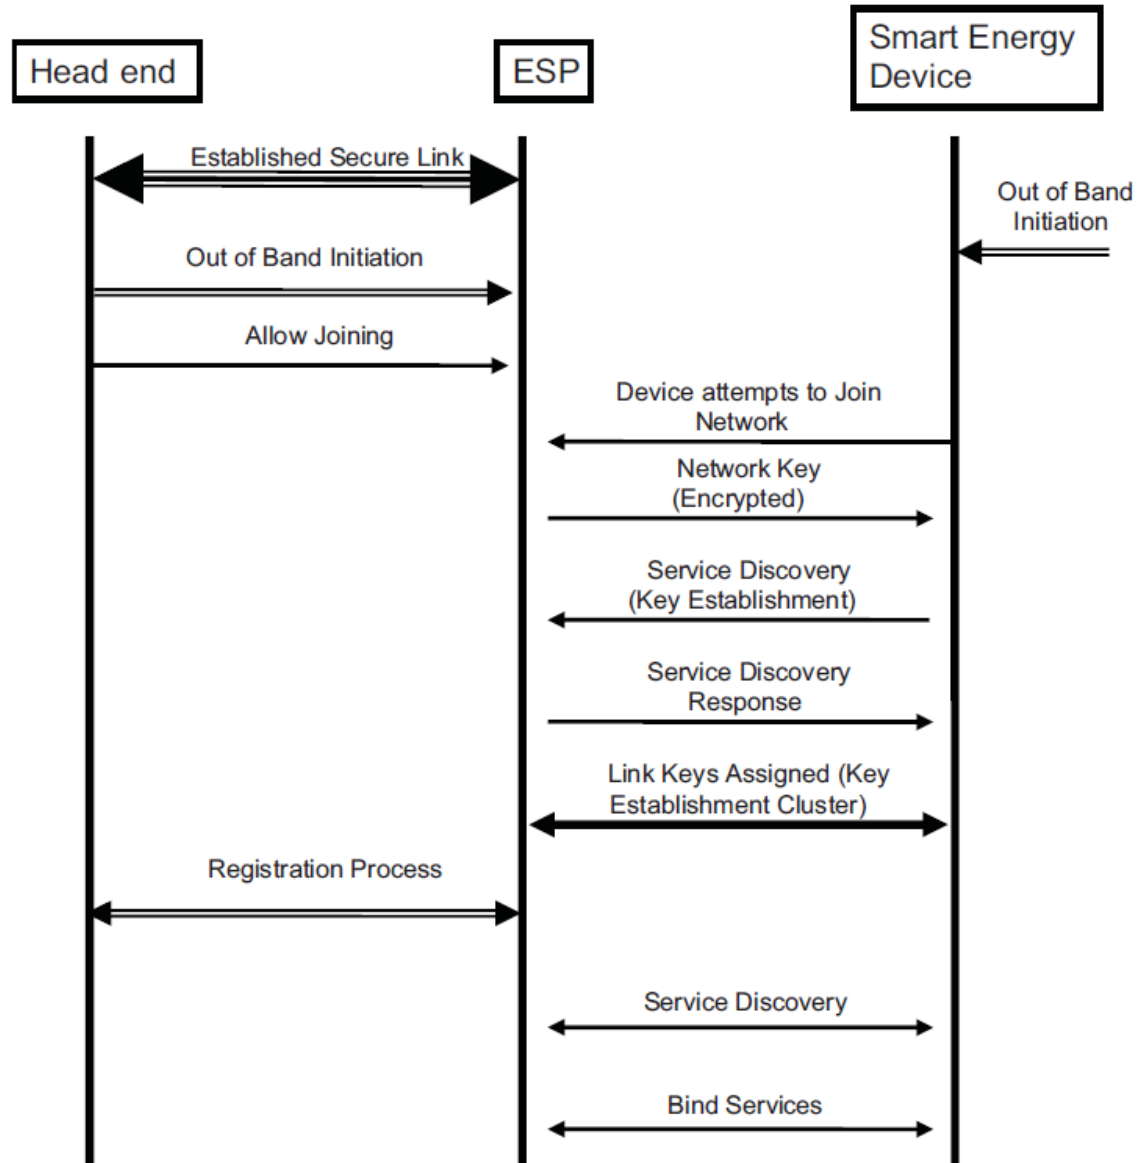 Head end
ESP
Smart Energy
Device
Established Secure Link
Out of Band
Initiation
Out of Band Initiation
Allow Joining
Device attempts to Join
Network
Network Key
(Encrypted)
Service Discovery
(Key Establishment)
Service Discovery
Response
Link Keys Assigned (Key
Establishment Cluster)
Registration Process
Service Discovery
Bind Services